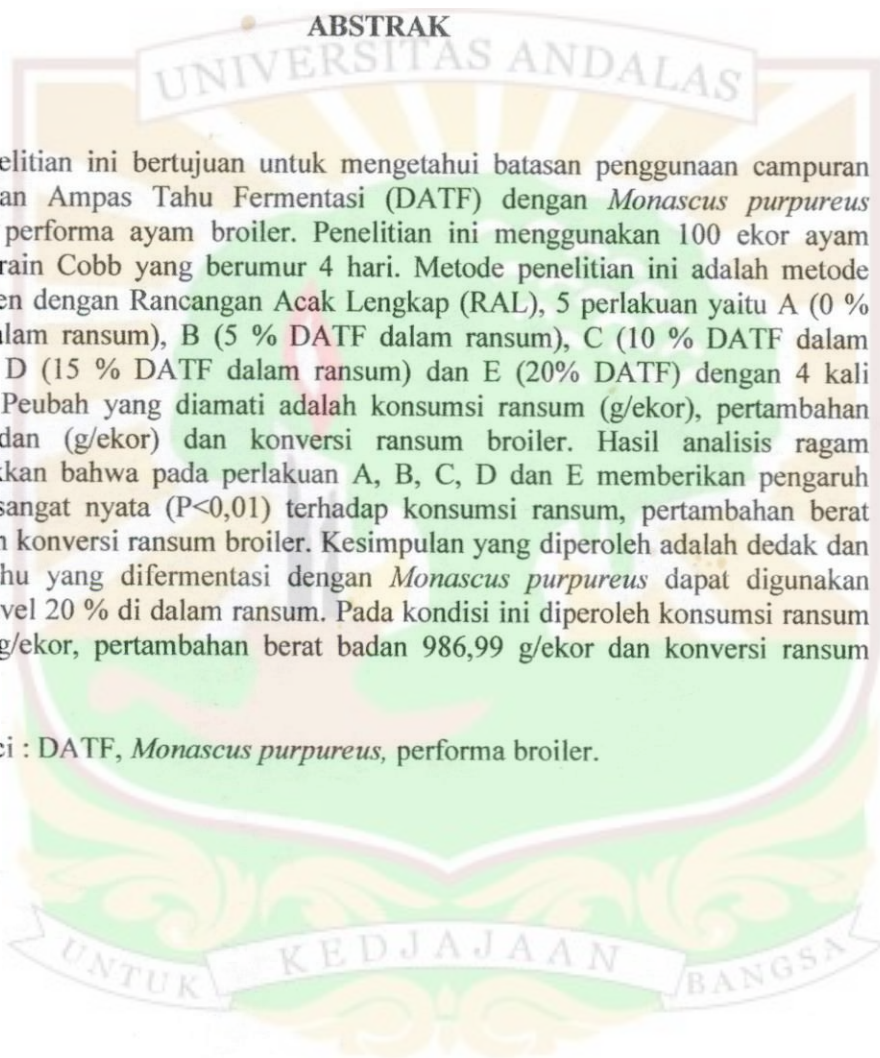 ABSTRAK
UNIVERSITAS ANDALAS
elitian ini bertujuan untuk mengetahui batasan penggunaan campuran
an Ampas Tahu Fermentasi (DATF) dengan Monascus purpureus
performa ayam broiler. Penelitian ini menggunakan 100 ekor ayam
rain Cobb yang berumur 4 hari. Metode penelitian ini adalah metode
en dengan Rancangan Acak Lengkap (RAL), 5 perlakuan yaitu A (0 %
lam ransum), B (5 % DATF dalam ransum), C (10 % DATF dalam
D (15 % DATF dalam ransum) dan E (20% DATF) dengan 4 kali
Peubah yang diamati adalah konsumsi ransum (g/ekor), pertambahan
dan (g/ekor) dan konversi ransum broiler. Hasil analisis ragam
kan bahwa pada perlakuan A, B, C, D dan E memberikan pengaruh
sangat nyata (P<0,01) terhadap konsumsi ransum, pertambahan berat
n konversi ransum broiler. Kesimpulan yang diperoleh adalah dedak dan
hu yang difermentasi dengan Monascus purpureus dapat digunakan
vel 20 % di dalam ransum. Pada kondisi ini diperoleh konsumsi ransum
g/ekor, pertambahan berat badan 986,99 g/ekor dan konversi ransum
ci : DATF, Monascus purpureus, performa broiler.
UNTUK KEDJAJAAN BANGSA